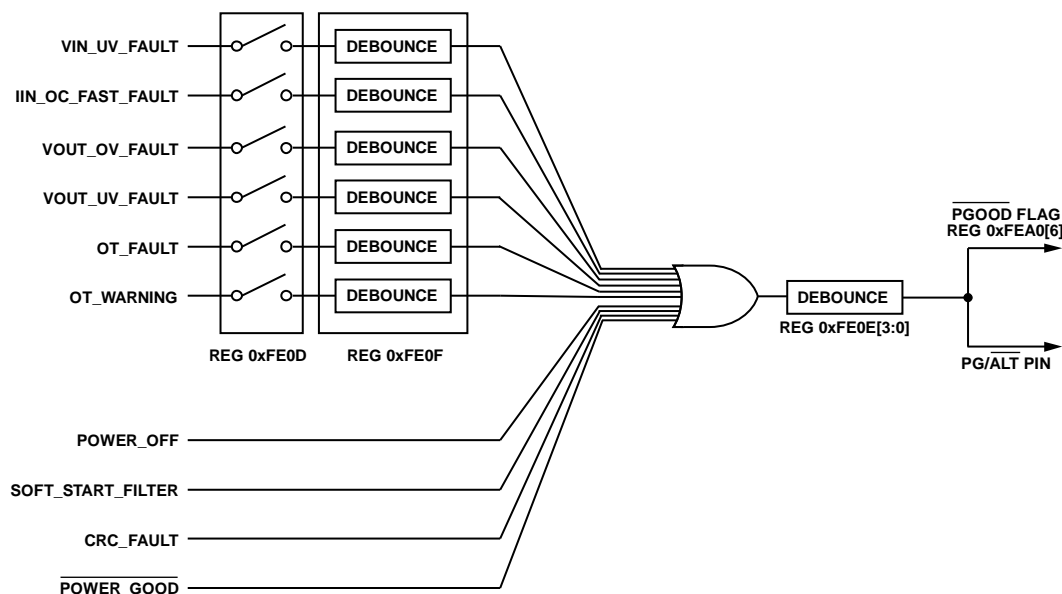 VIN_UV_FAULT
DEBOUNCE
IIN_OC_FAST_FAULT
DEBOUNCE
VOUT_OV_FAULT
DEBOUNCE
VOUT_UV_FAULT
DEBOUNCE
OT_FAULT
DEBOUNCE
OT_WARNING
DEBOUNCE
REG 0xFE0D
REG 0xFE0F
POWER_OFF
SOFT_START_FILTER
CRC_FAULT
POWER_GOOD
DEBOUNCE
REG 0xFE0E[3:0]
PGOOD FLAG
REG 0xFEA0[6]
PG/ALT PIN